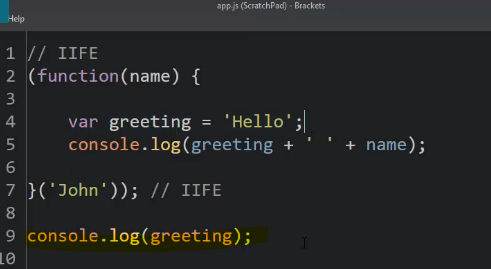 app.js (ScratchPad) - Brackets
Help
1 // IIFE
2 (function(name) {
3
4     var greeting = 'Hello';
5     console.log(greeting + ' ' + name);
6
7 }('John')); // IIFE
8
9 console.log(greeting);
10